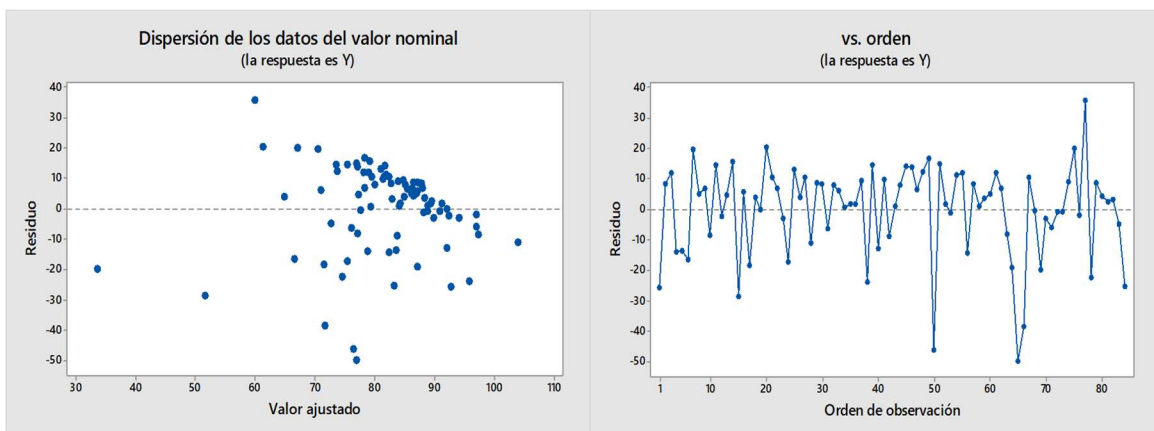 Dispersión de los datos del valor nominal
(la respuesta es Y)
40
30
20
10
0
-10
-20
-30
-40
-50
Residuo
30 40 50 60 70 80 90 100 110
Valor ajustado
vs. orden
(la respuesta es Y)
40
30
20
10
0
-10
-20
-30
-40
-50
Residuo
1 10 20 30 40 50 60 70 80
Orden de observación